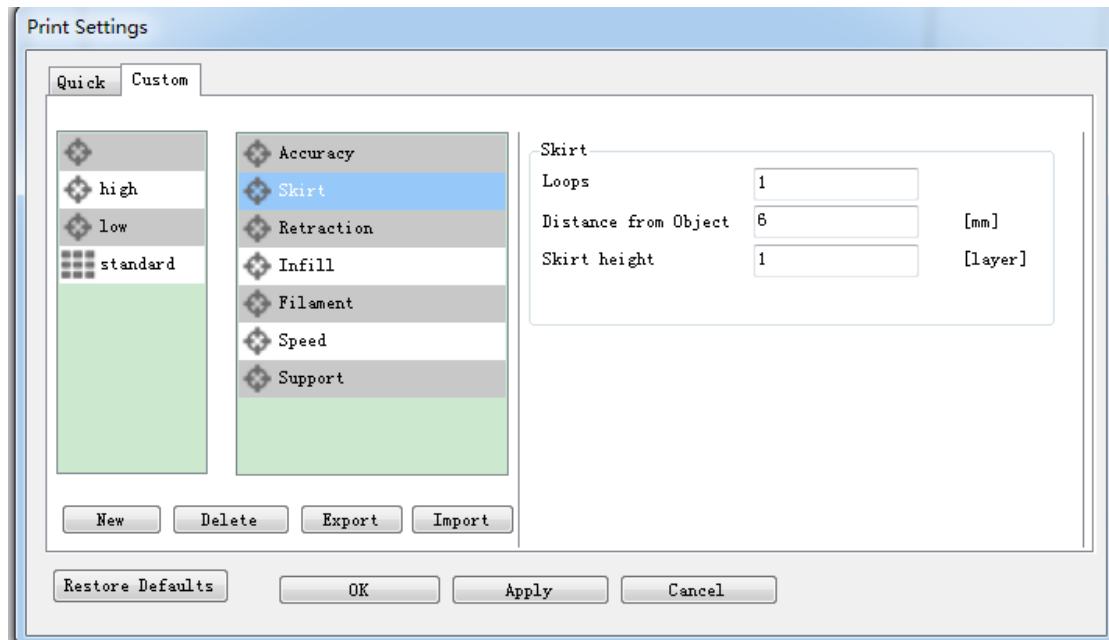 Print Settings
Quick
Custom
high
low
standard
Accuracy
Skirt
Retraction
Infill
Filament
Speed
Support
Skirt
Loops 1
Distance from Object 6 [mm]
Skirt height 1 [layer]
New Delete Export Import
Restore Defaults OK Apply Cancel